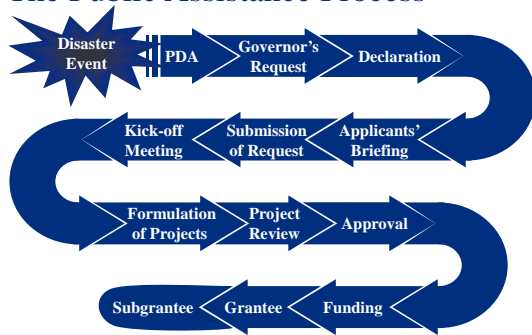 The Public Assistance Process
Disaster
Event
PDA
Governor's
Request
Declaration
Applicants'
Briefing
Submission
of Request
Kick-off
Meeting
Formulation
of Projects
Project
Review
Approval
Funding
Grantee
Subgrantee